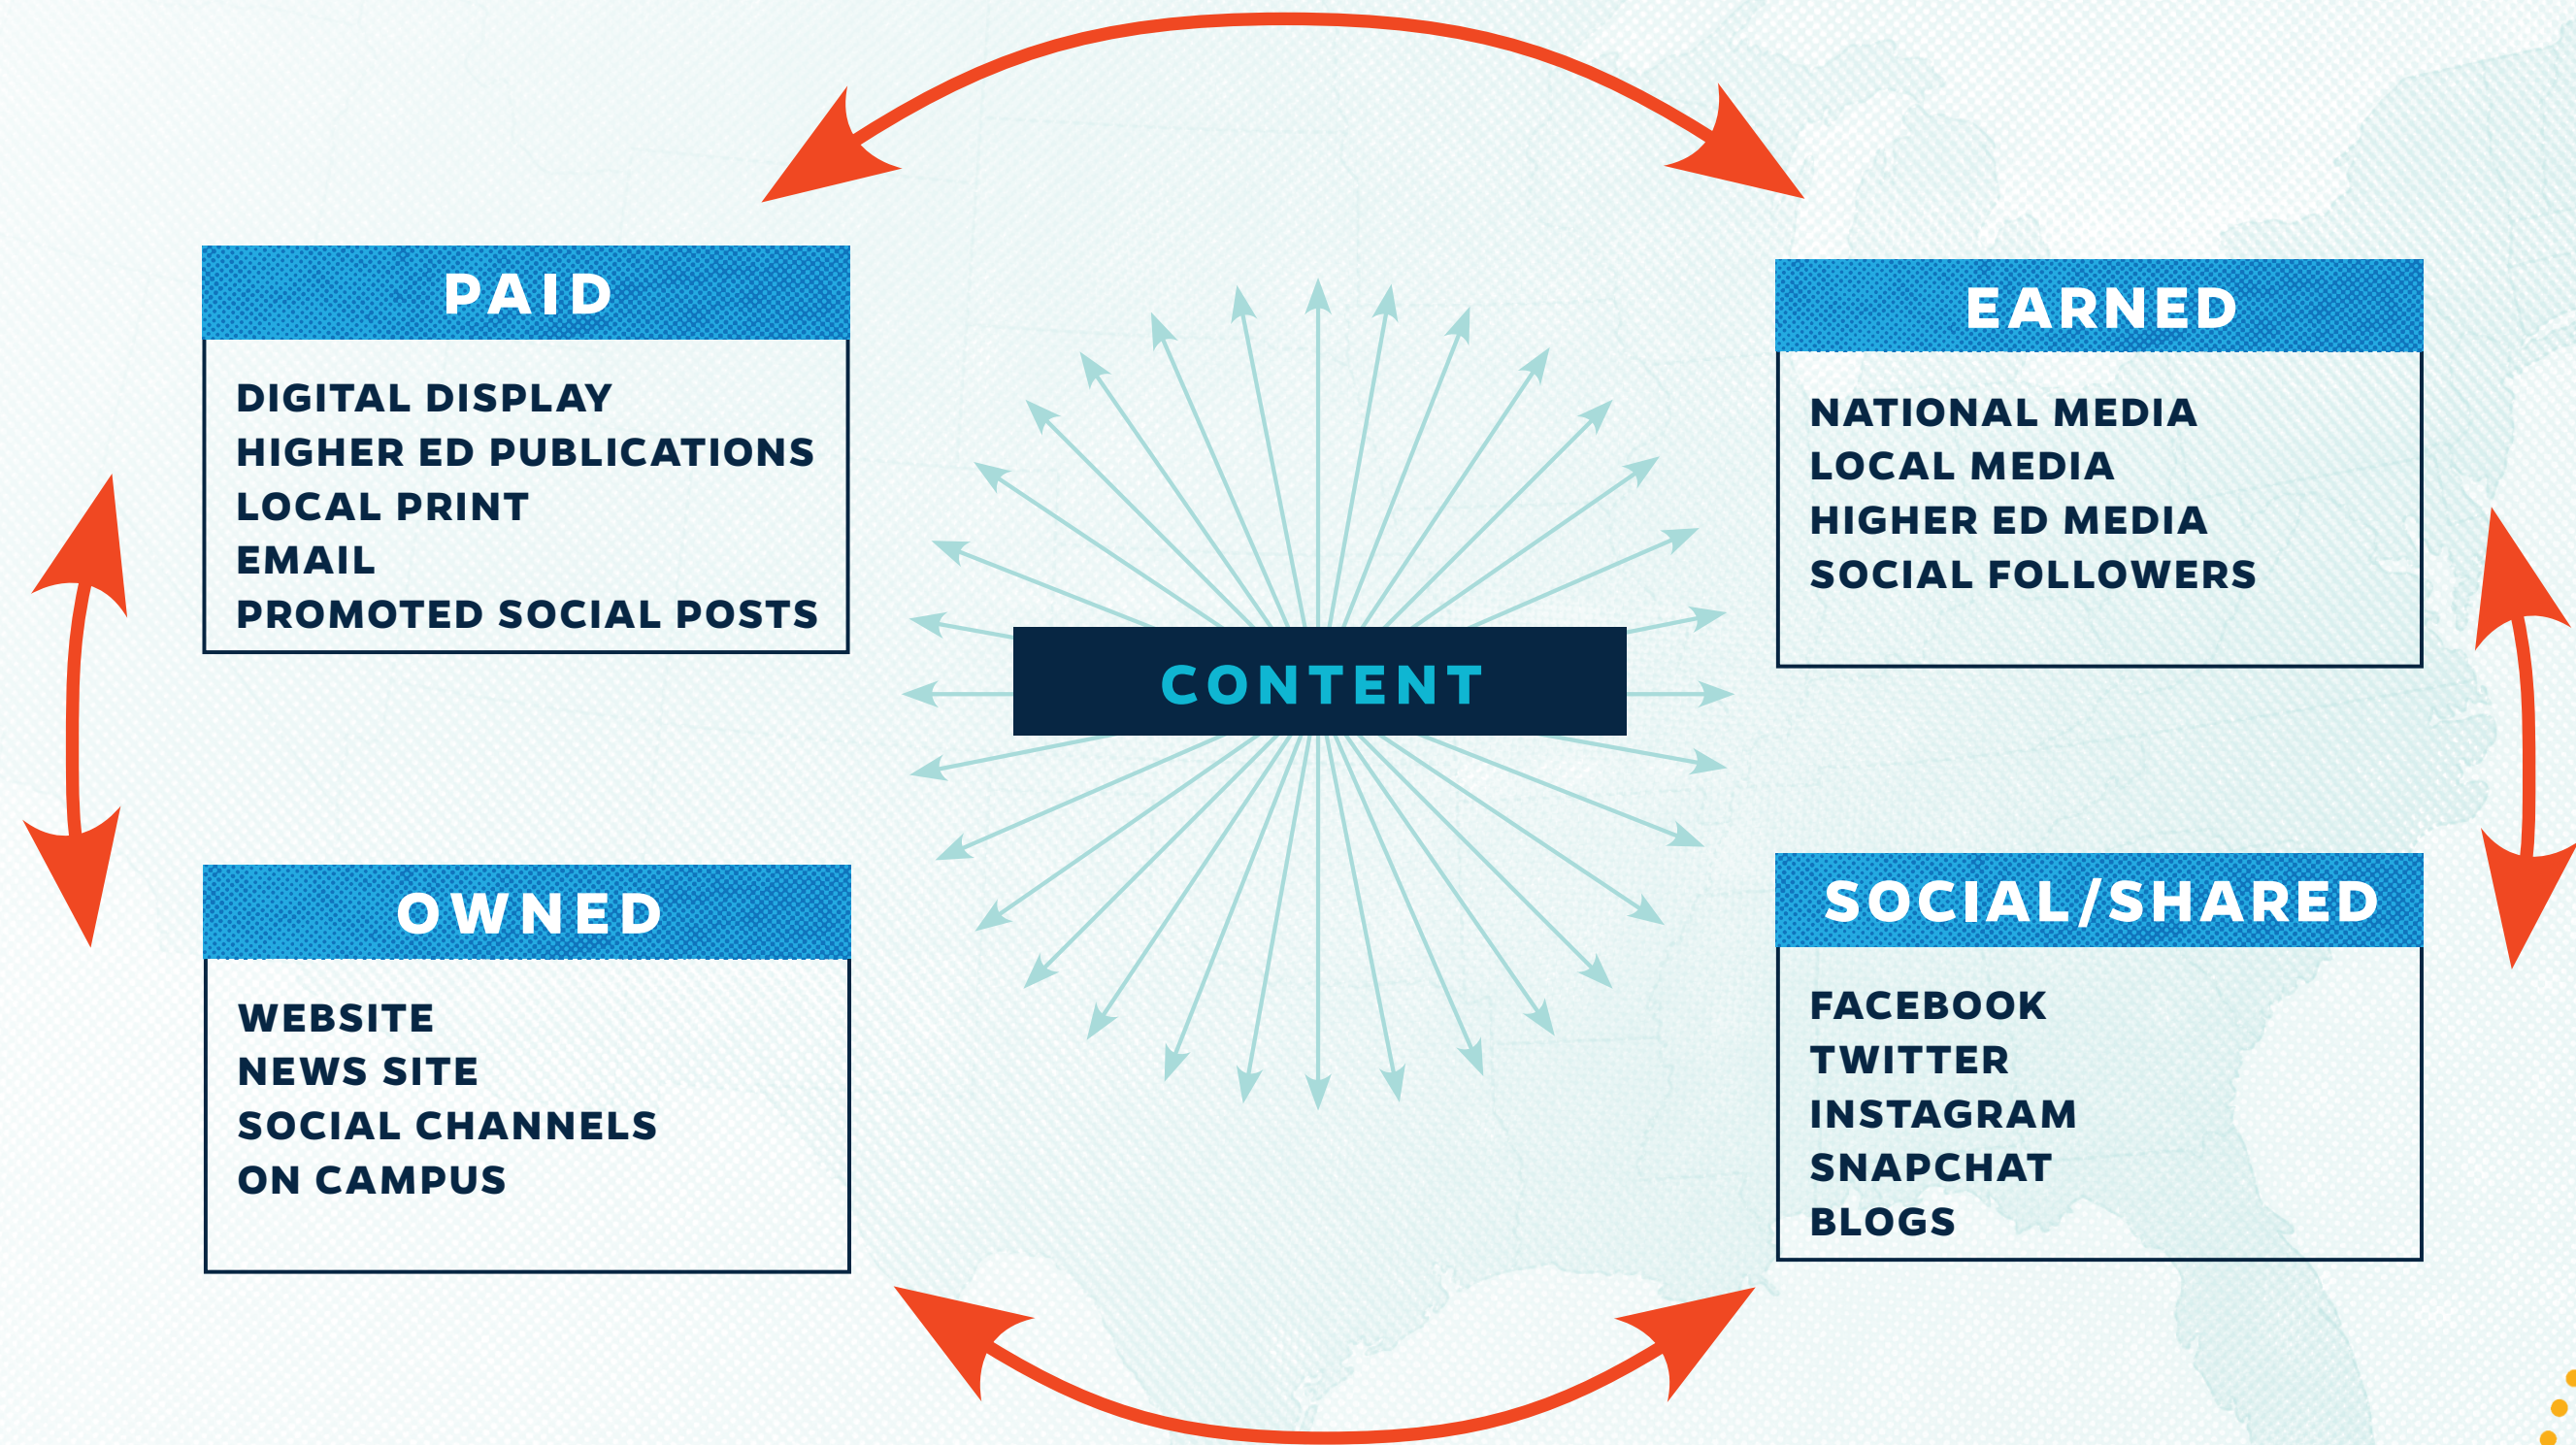 PAID
DIGITAL DISPLAY
HIGHER ED PUBLICATIONS
LOCAL PRINT
EMAIL
PROMOTED SOCIAL POSTS
EARNED
NATIONAL MEDIA
LOCAL MEDIA
HIGHER ED MEDIA
SOCIAL FOLLOWERS
CONTENT
OWNED
WEBSITE
NEWS SITE
SOCIAL CHANNELS
ON CAMPUS
SOCIAL/SHARED
FACEBOOK
TWITTER
INSTAGRAM
SNAPCHAT
BLOGS